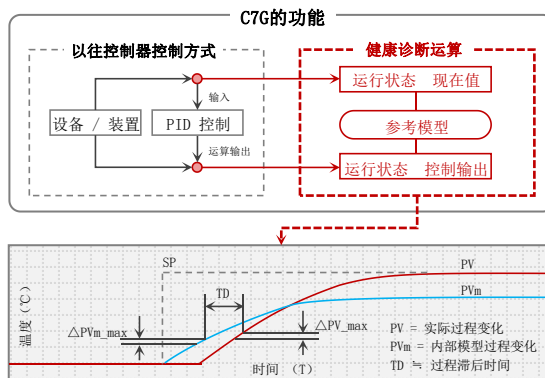 C7G的功能
以往控制器控制方式
健康诊断运算
输入
运行状态 现在值
设备 / 装置
PID 控制
参考模型
运算输出
运行状态 控制输出
SP
PV
TD
PVm
温度（℃）
△PVm_max
△PV_max
PV = 实际过程变化
PVm = 内部模型过程变化
TD ≒ 过程滞后时间
时间 （T）